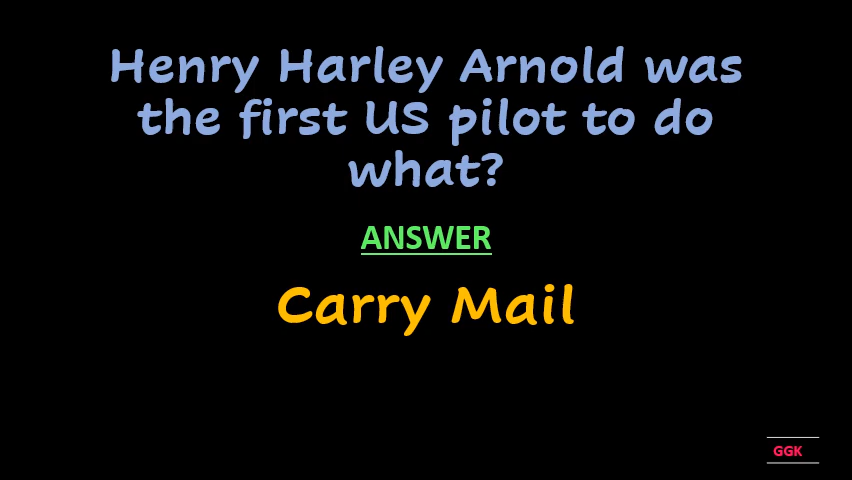 Henry Harley Arnold was
the first US pilot to do
what?
ANSWER
Carry Mail
GGK